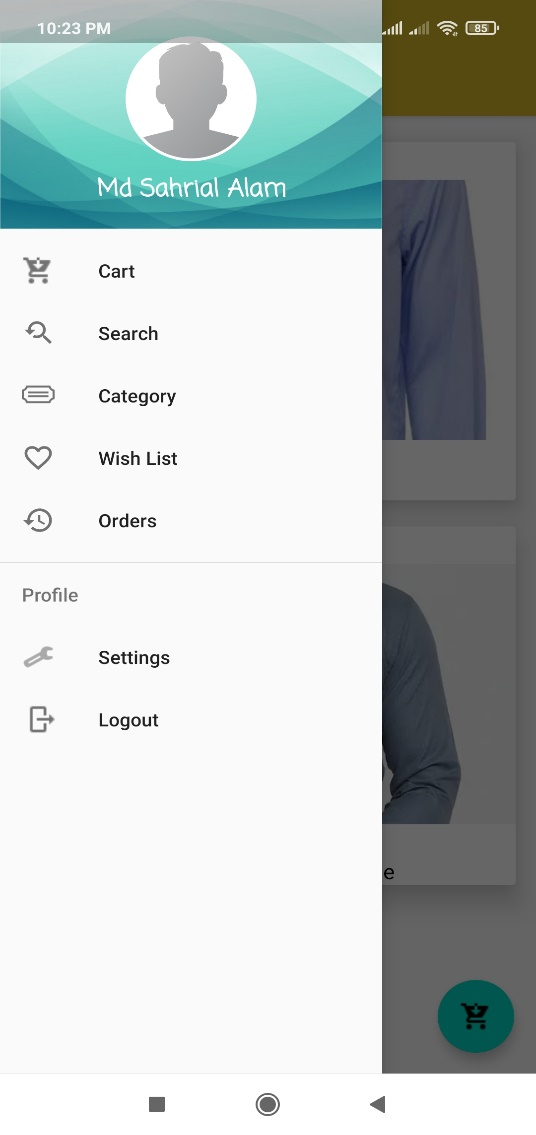 10:23 PM
85
Md Sahrial Alam
Cart
Search
Category
Wish List
Orders
Profile
Settings
Logout
e